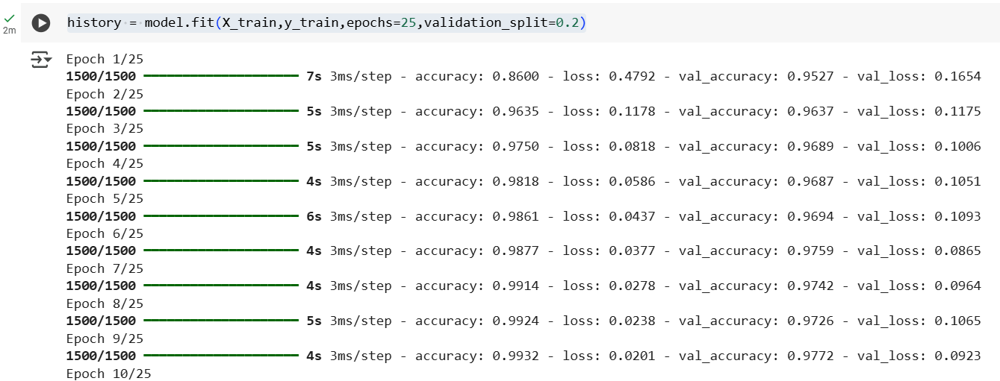 history = model.fit(X_train,y_train,epochs=25,validation_split=0.2)
2m
Epoch 1/25
1500/1500 7s 3ms/step - accuracy: 0.8600 - loss: 0.4792 - val_accuracy: 0.9527 - val_loss: 0.1654
Epoch 2/25
1500/1500 5s 3ms/step - accuracy: 0.9635 - loss: 0.1178 - val_accuracy: 0.9637 - val_loss: 0.1175
Epoch 3/25
1500/1500 5s 3ms/step - accuracy: 0.9750 - loss: 0.0818 - val_accuracy: 0.9689 - val_loss: 0.1006
Epoch 4/25
1500/1500 4s 3ms/step - accuracy: 0.9818 - loss: 0.0586 - val_accuracy: 0.9687 - val_loss: 0.1051
Epoch 5/25
1500/1500 6s 3ms/step - accuracy: 0.9861 - loss: 0.0437 - val_accuracy: 0.9694 - val_loss: 0.1093
Epoch 6/25
1500/1500 4s 3ms/step - accuracy: 0.9877 - loss: 0.0377 - val_accuracy: 0.9759 - val_loss: 0.0865
Epoch 7/25
1500/1500 4s 3ms/step - accuracy: 0.9914 - loss: 0.0278 - val_accuracy: 0.9742 - val_loss: 0.0964
Epoch 8/25
1500/1500 5s 3ms/step - accuracy: 0.9924 - loss: 0.0238 - val_accuracy: 0.9726 - val_loss: 0.1065
Epoch 9/25
1500/1500 4s 3ms/step - accuracy: 0.9932 - loss: 0.0201 - val_accuracy: 0.9772 - val_loss: 0.0923
Epoch 10/25